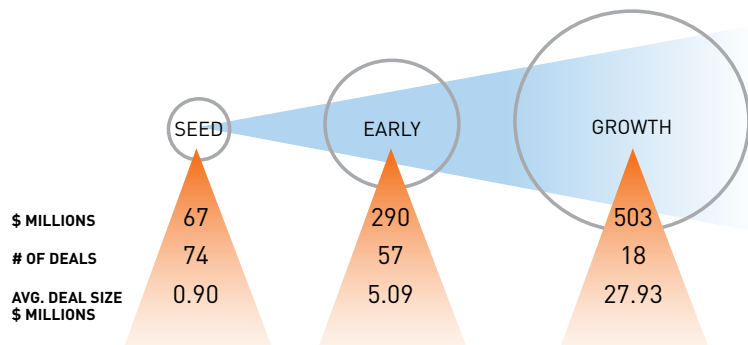 SEED EARLY GROWTH
$ MILLIONS 67 290 503
# OF DEALS 74 57 18
AVG. DEAL SIZE 0.90 5.09 27.93
$ MILLIONS